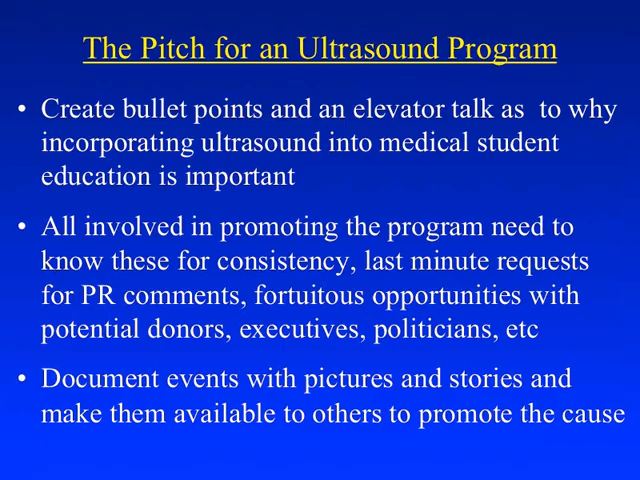 The Pitch for an Ultrasound Program
• Create bullet points and an elevator talk as  to why
incorporating ultrasound into medical student
education is important
• All involved in promoting the program need to
know these for consistency, last minute requests
for PR comments, fortuitous opportunities with
potential donors, executives, politicians, etc
• Document events with pictures and stories and
make them available to others to promote the cause